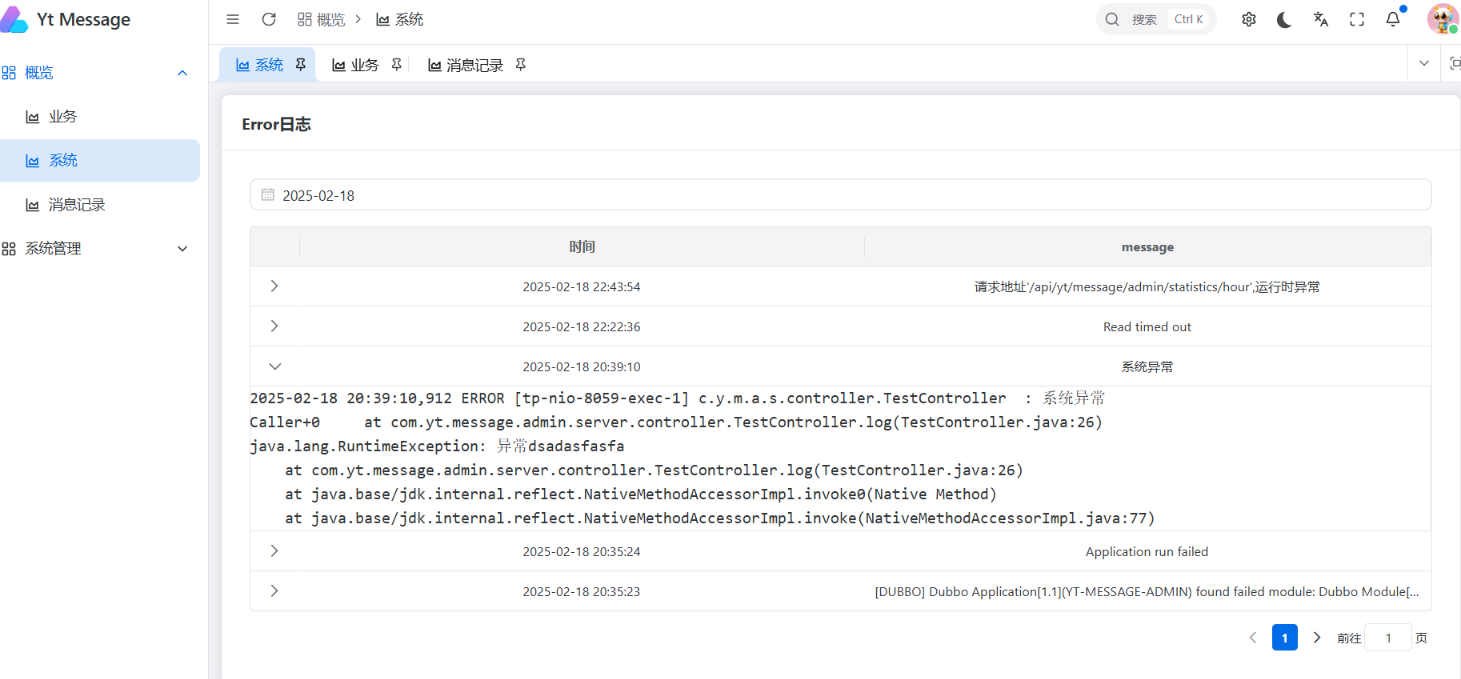 Yt Message
概览 系统
搜索 Ctrl K
概览
业务
系统
消息记录
系统管理
系统 业务 消息记录
Error日志
2025-02-18
时间 message
2025-02-18 22:43:54 请求地址'/api/yt/message/admin/statistics/hour',运行时异常
2025-02-18 22:22:36 Read timed out
2025-02-18 20:39:10 系统异常
2025-02-18 20:39:10,912 ERROR [tp-nio-8059-exec-1] c.y.m.a.s.controller.TestController : 系统异常
Caller+0 at com.yt.message.admin.server.controller.TestController.log(TestController.java:26)
java.lang.RuntimeException: 异常dsadasfasfa
at com.yt.message.admin.server.controller.TestController.log(TestController.java:26)
at java.base/jdk.internal.reflect.NativeMethodAccessorImpl.invoke0(Native Method)
at java.base/jdk.internal.reflect.NativeMethodAccessorImpl.invoke(NativeMethodAccessorImpl.java:77)
2025-02-18 20:35:24 Application run failed
2025-02-18 20:35:23 [DUBBO] Dubbo Application[1.1](YT-MESSAGE-ADMIN) found failed module: Dubbo Module[...
1 前往 1 页